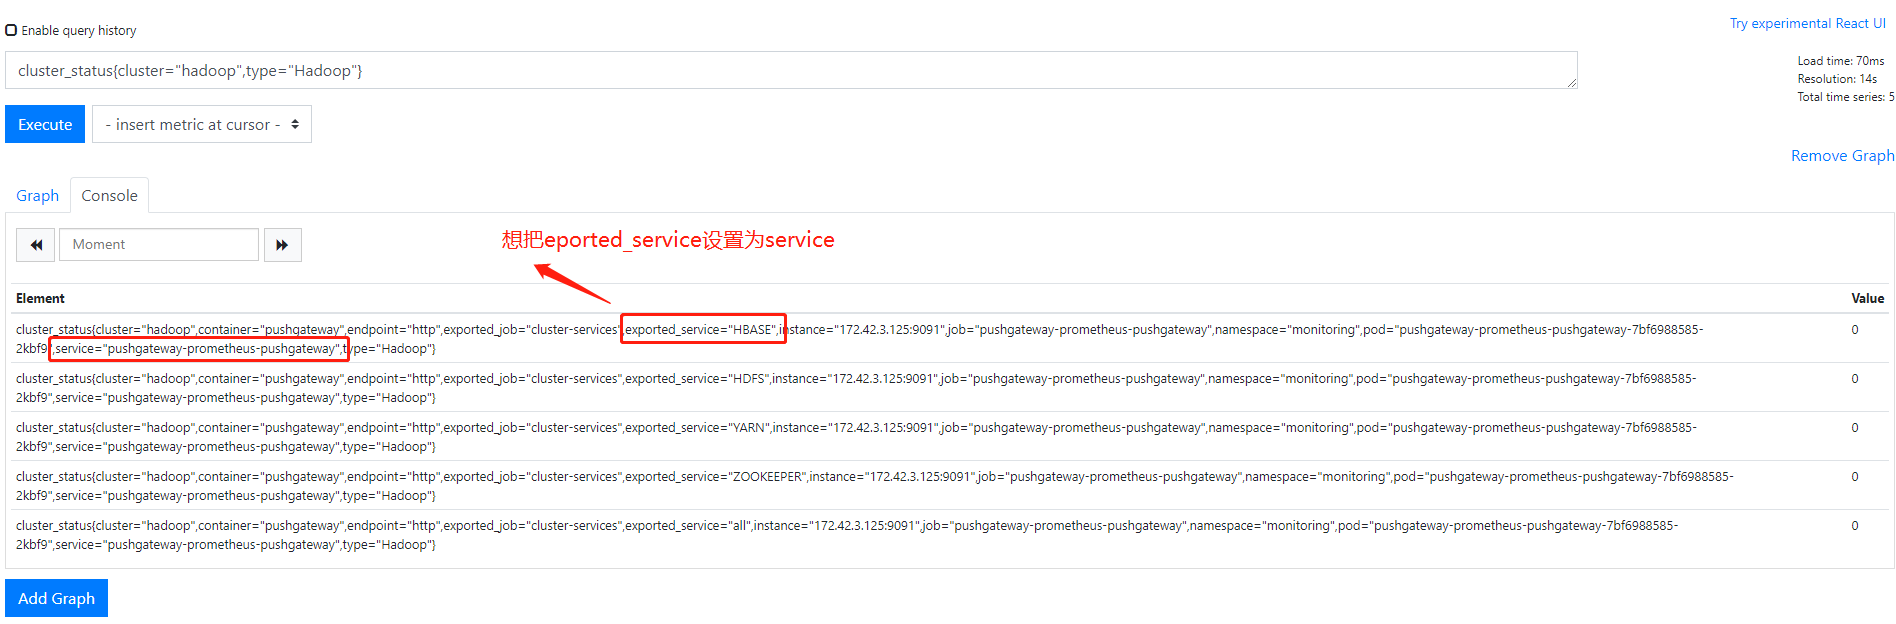 Enable query history
Try experimental React UI
cluster_status{cluster="hadoop",type="Hadoop"}
Load time: 70ms
Resolution: 14s
Total time series: 5
Execute
- insert metric at cursor -
Remove Graph
Graph
Console
Moment
想把eported_service设置为service
Element
Value
cluster_status{cluster="hadoop",container="pushgateway",endpoint="http",exported_job="cluster-services",exported_service="HBASE",instance="172.42.3.125:9091",job="pushgateway-prometheus-pushgateway",namespace="monitoring",pod="pushgateway-prometheus-pushgateway-7bf6988585-
2kbf9",service="pushgateway-prometheus-pushgateway",type="Hadoop"}
0
cluster_status{cluster="hadoop",container="pushgateway",endpoint="http",exported_job="cluster-services",exported_service="HDFS",instance="172.42.3.125:9091",job="pushgateway-prometheus-pushgateway",namespace="monitoring",pod="pushgateway-prometheus-pushgateway-7bf6988585-
2kbf9",service="pushgateway-prometheus-pushgateway",type="Hadoop"}
0
cluster_status{cluster="hadoop",container="pushgateway",endpoint="http",exported_job="cluster-services",exported_service="YARN",instance="172.42.3.125:9091",job="pushgateway-prometheus-pushgateway",namespace="monitoring",pod="pushgateway-prometheus-pushgateway-7bf6988585-
2kbf9",service="pushgateway-prometheus-pushgateway",type="Hadoop"}
0
cluster_status{cluster="hadoop",container="pushgateway",endpoint="http",exported_job="cluster-services",exported_service="ZOOKEEPER",instance="172.42.3.125:9091",job="pushgateway-prometheus-pushgateway",namespace="monitoring",pod="pushgateway-prometheus-pushgateway-7bf6988585-
2kbf9",service="pushgateway-prometheus-pushgateway",type="Hadoop"}
0
cluster_status{cluster="hadoop",container="pushgateway",endpoint="http",exported_job="cluster-services",exported_service="all",instance="172.42.3.125:9091",job="pushgateway-prometheus-pushgateway",namespace="monitoring",pod="pushgateway-prometheus-pushgateway-7bf6988585-
2kbf9",service="pushgateway-prometheus-pushgateway",type="Hadoop"}
0
Add Graph